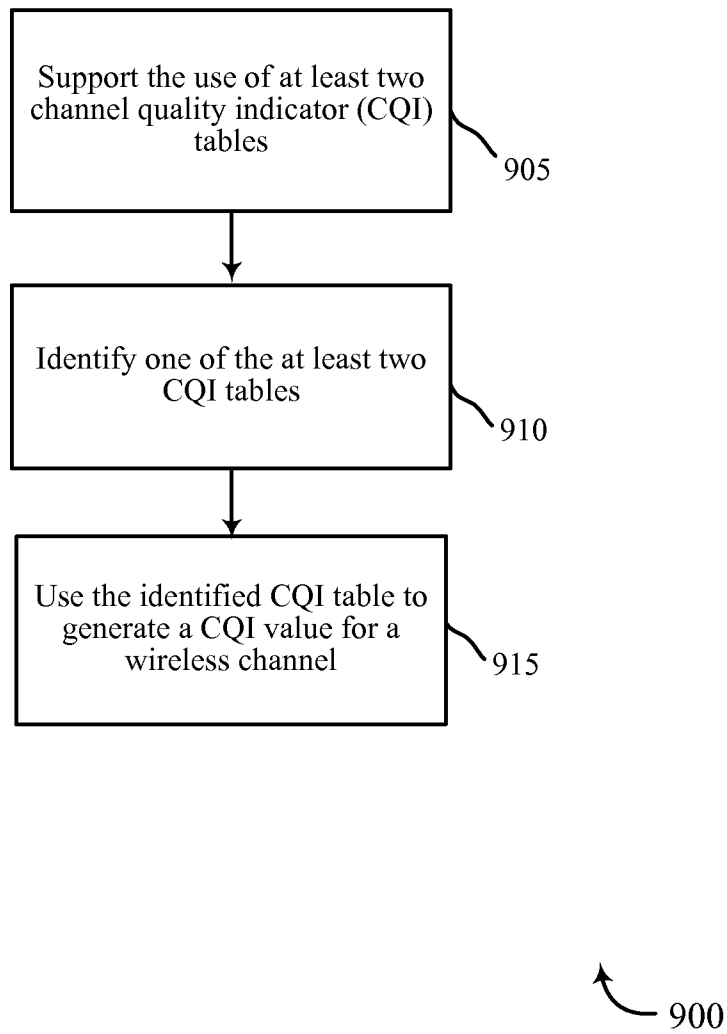 Support the use of at least two
channel quality indicator (CQI)
tables
905
Identify one of the at least two
CQI tables
910
Use the identified CQI table to
generate a CQI value for a
wireless channel
915
900